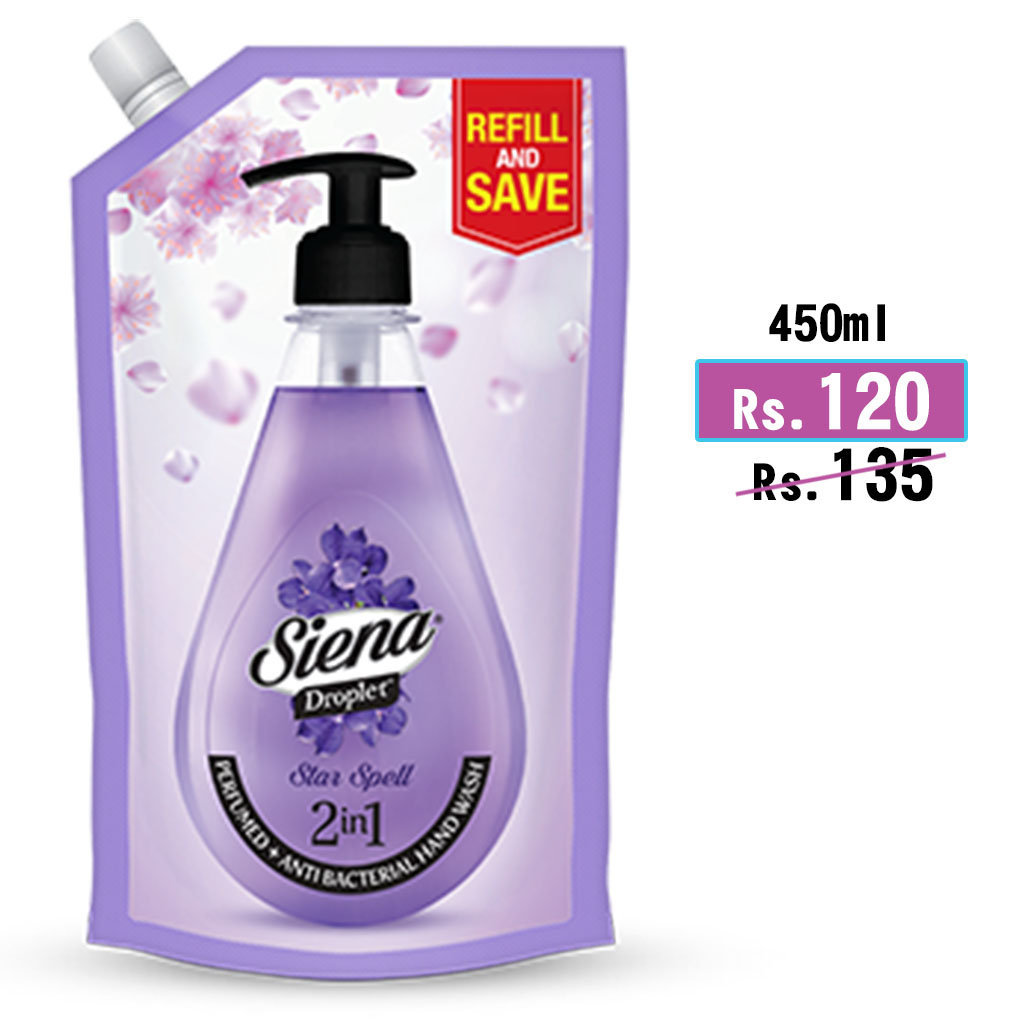 REFILL
AND
SAVE
450ml
Rs. 120
Rs. 135
Siena®
Droplet
Star Spell
2in1
PERFUMED + ANTI BACTERIAL HAND WASH